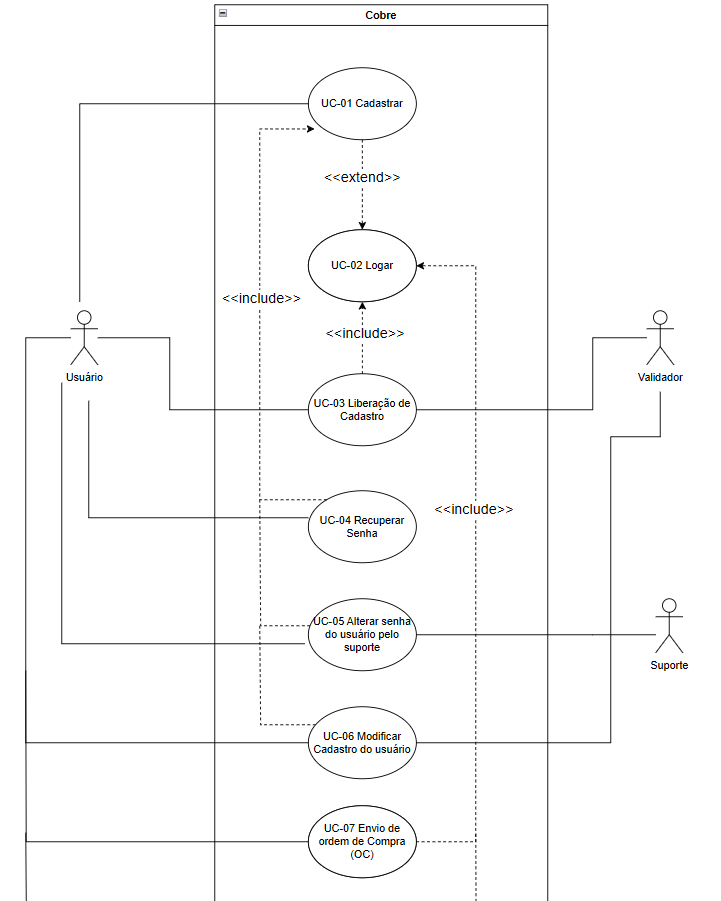 Cobre
UC-01 Cadastrar
<<extend>>
UC-02 Logar
<<include>>
<<include>>
Usuário
Validador
UC-03 Liberação de
Cadastro
<<include>>
UC-04 Recuperar
Senha
UC-05 Alterar senha
do usuário pelo
suporte
Suporte
UC-06 Modificar
Cadastro do usuário
UC-07 Envio de
ordem de Compra
(OC)